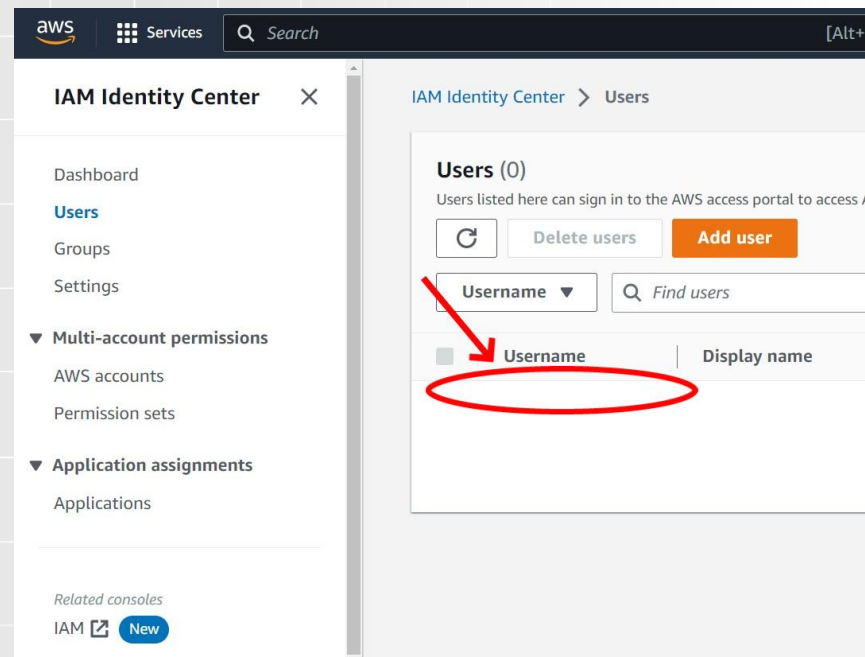 aws
Services
Search
[Alt+
IAM Identity Center
Dashboard
Users
Groups
Settings
Multi-account permissions
AWS accounts
Permission sets
Application assignments
Applications
Related consoles
IAM New
IAM Identity Center > Users
Users (0)
Users listed here can sign in to the AWS access portal to access
Delete users
Add user
Username
Find users
Username
Display name